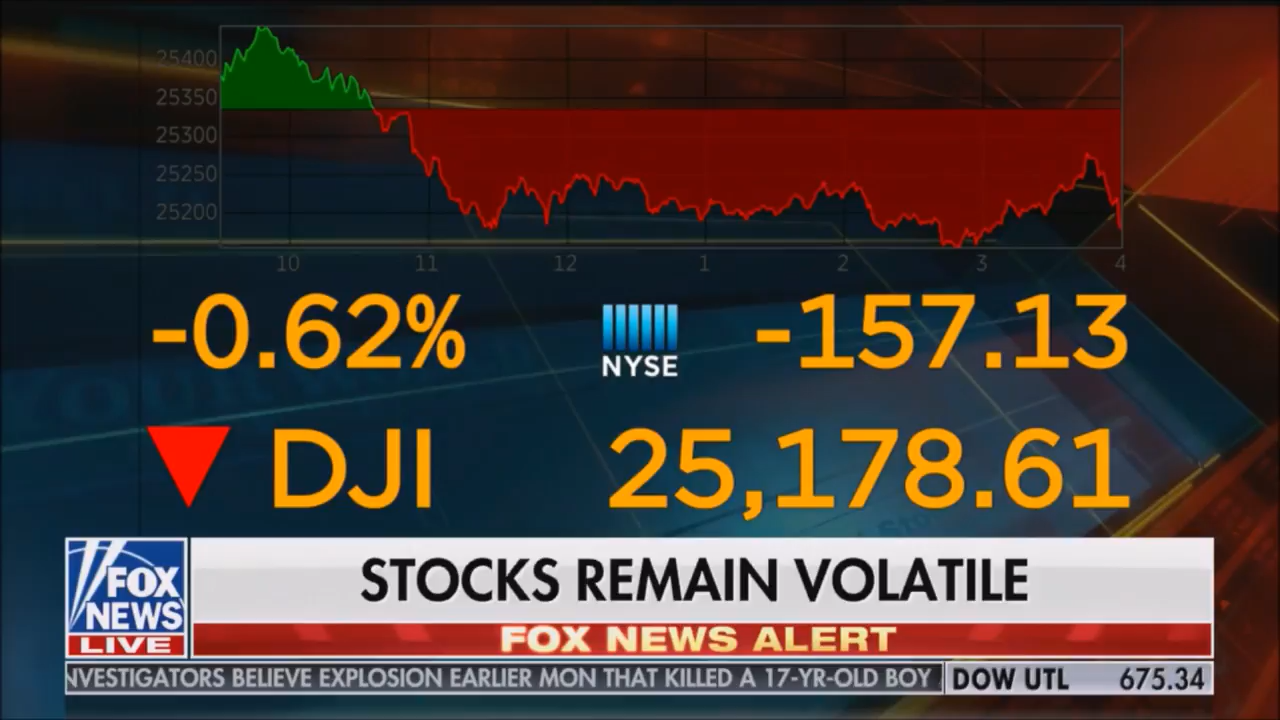 25400
25350
25300
25250
25200
10 11 12 1 2 3 4
-0.62% NYSE -157.13
DJI 25,178.61
FOX
NEWS
LIVE
STOCKS REMAIN VOLATILE
FOX NEWS ALERT
NVESTIGATORS BELIEVE EXPLOSION EARLIER MON THAT KILLED A 17-YR-OLD BOY DOW UTL 675.34